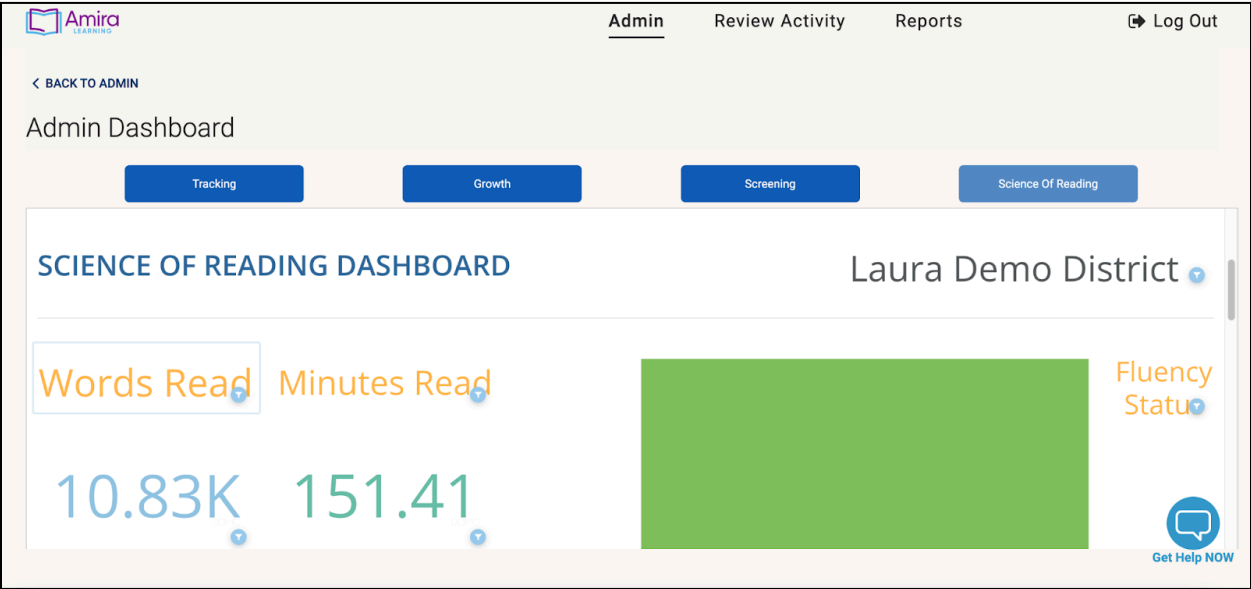 Amira
LEARNING
Admin
Review Activity
Reports
Log Out
BACK TO ADMIN
Admin Dashboard
Tracking
Growth
Screening
Science Of Reading
SCIENCE OF READING DASHBOARD
Laura Demo District
Words Read
Minutes Read
Fluency
Statu
10.83K
151.41
Get Help NOW